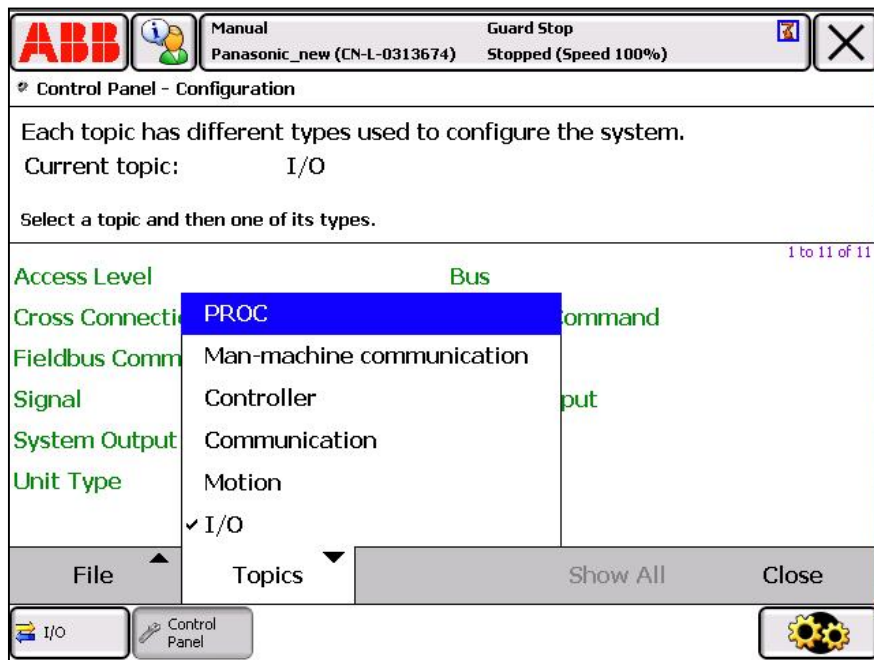 ABB
Manual
Guard Stop
Panasonic_new (CN-L-0313674)
Stopped (Speed 100%)
Control Panel - Configuration
Each topic has different types used to configure the system.
Current topic: I/O
Select a topic and then one of its types.
1 to 11 of 11
Access Level
Bus
Cross Connecti
ommand
Fieldbus Comm
Signal
put
System Output
Unit Type
PROC
Man-machine communication
Controller
Communication
Motion
I/O
File
Topics
Show All
Close
I/O
Control
Panel